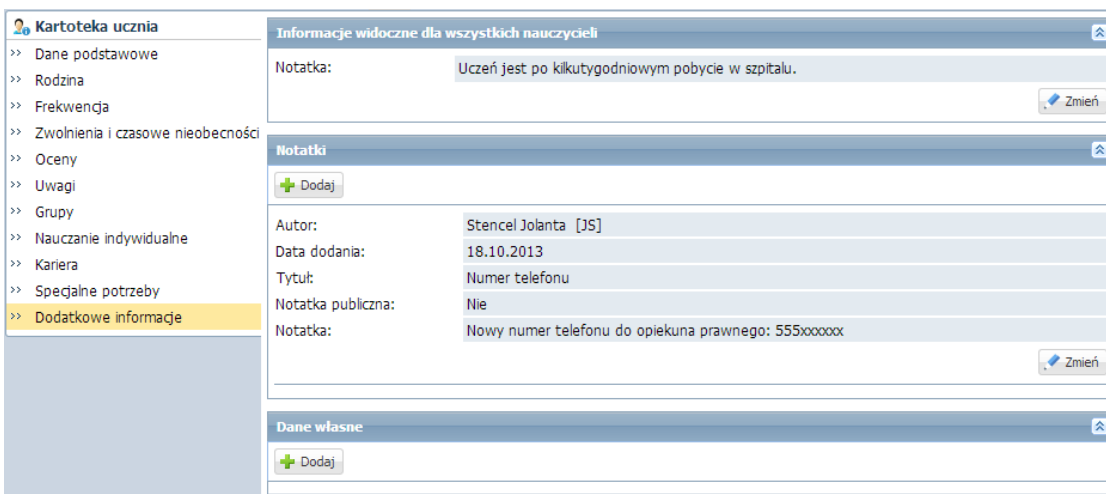 Kartoteka ucznia
Dane podstawowe
Rodzina
Frekwencja
Zwolnienia i czasowe nieobecności
Oceny
Uwagi
Grupy
Nauczanie indywidualne
Kariera
Specjalne potrzeby
Dodatkowe informacje
Informacje widoczne dla wszystkich nauczycieli
Notatka: Uczeń jest po kilkutygodniowym pobycie w szpitalu.
Zmień
Notatki
Dodaj
Autor: Stencel Jolanta [JS]
Data dodania: 18.10.2013
Tytuł: Numer telefonu
Notatka publiczna: Nie
Notatka: Nowy numer telefonu do opiekuna prawnego: 555xxxxxx
Zmień
Dane własne
Dodaj